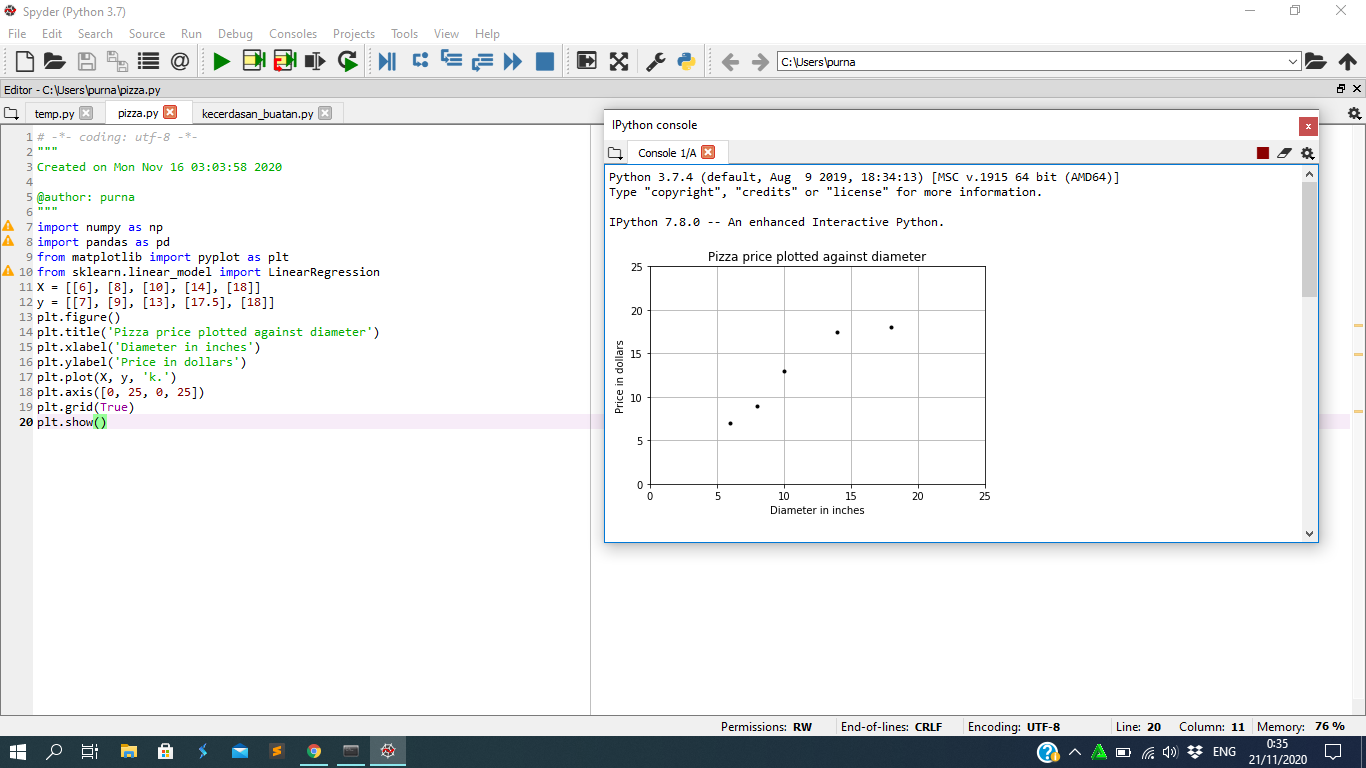 Spyder (Python 3.7)
File Edit Search Source Run Debug Consoles Projects Tools View Help
C:\Users\purna
Editor - C:\Users\purna\pizza.py
temp.py pizza.py kecerdasan_buatan.py
1 # -*- coding: utf-8 -*-
2 """
3 Created on Mon Nov 16 03:03:58 2020
4
5 @author: purna
6 """
7 import numpy as np
8 import pandas as pd
9 from matplotlib import pyplot as plt
10 from sklearn.linear_model import LinearRegression
11 X = [[6], [8], [10], [14], [18]]
12 y = [[7], [9], [13], [17.5], [18]]
13 plt.figure()
14 plt.title('Pizza price plotted against diameter')
15 plt.xlabel('Diameter in inches')
16 plt.ylabel('Price in dollars')
17 plt.plot(X, y, 'k.')
18 plt.axis([0, 25, 0, 25])
19 plt.grid(True)
20 plt.show()
IPython console
Console 1/A
Python 3.7.4 (default, Aug  9 2019, 18:34:13) [MSC v.1915 64 bit (AMD64)]
Type "copyright", "credits" or "license" for more information.
IPython 7.8.0 -- An enhanced Interactive Python.
Pizza price plotted against diameter
25
20
15
10
5
0
Price in dollars
0 5 10 15 20 25
Diameter in inches
Permissions: RW End-of-lines: CRLF Encoding: UTF-8 Line: 20 Column: 11 Memory: 76 %
ENG
0:35
21/11/2020